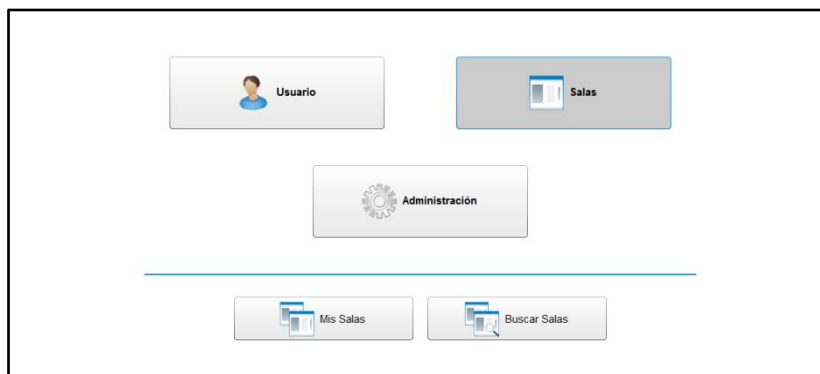 Usuario
Salas
Administración
Mis Salas
Buscar Salas